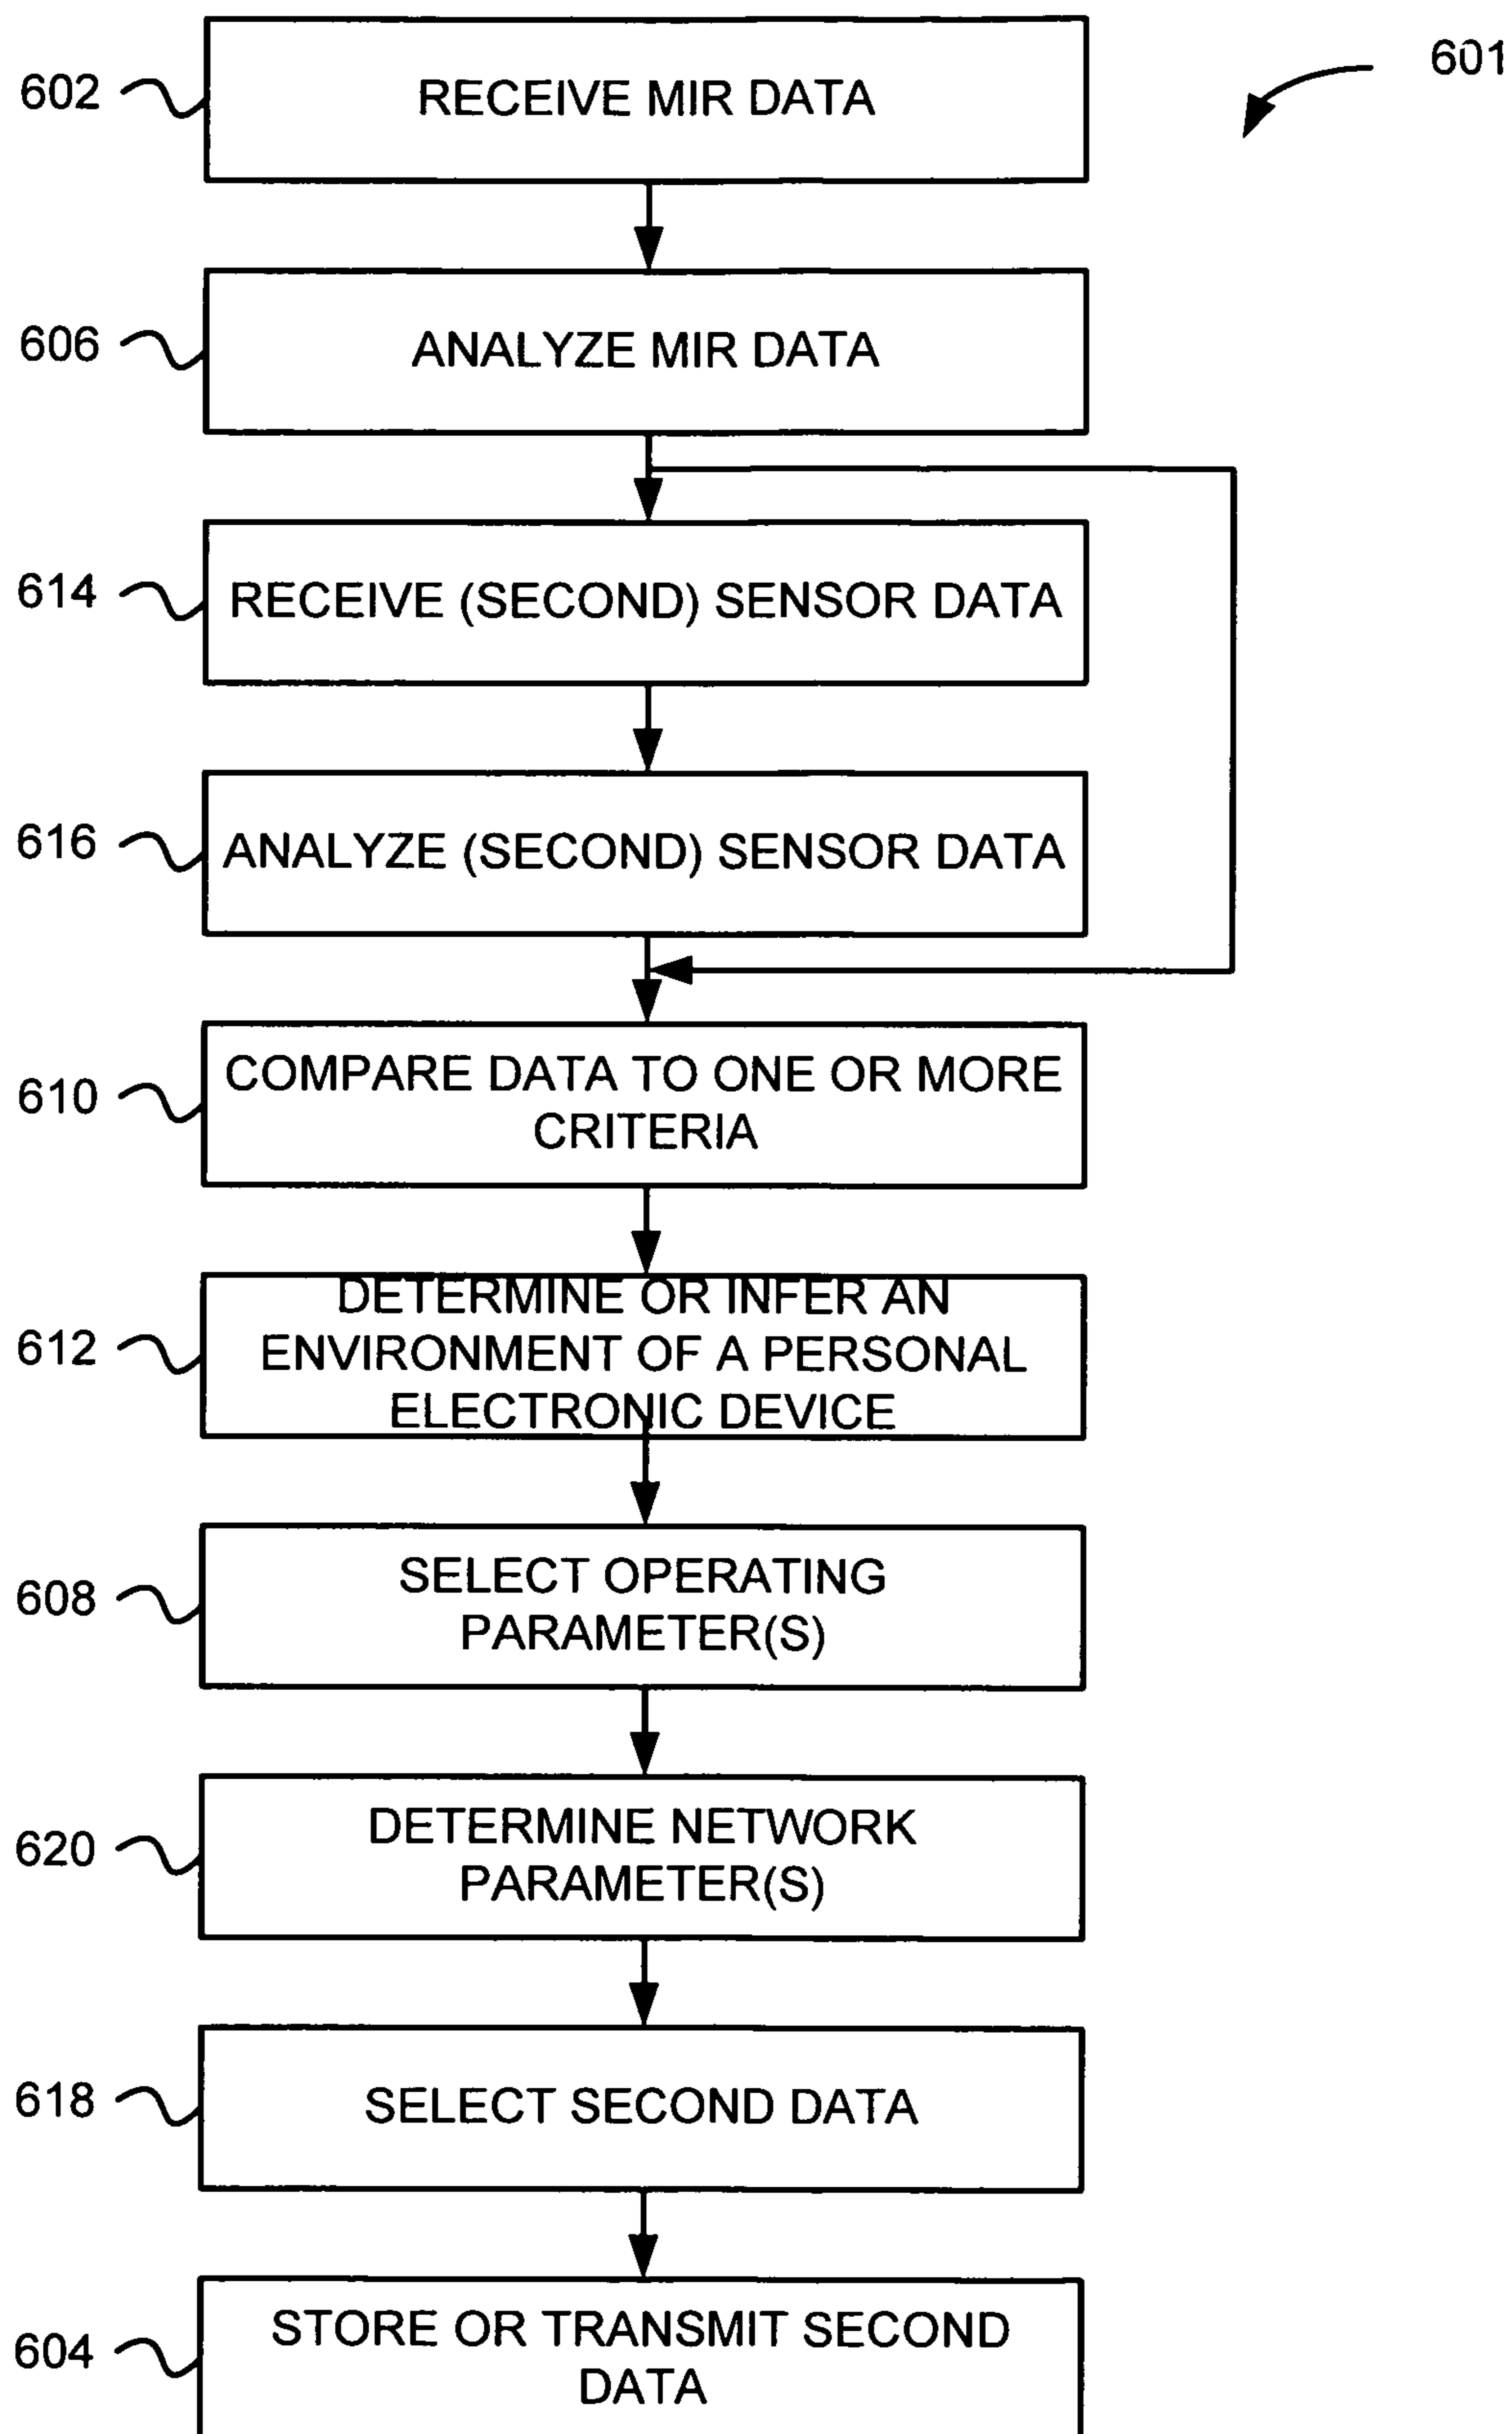 601
602
RECEIVE MIR DATA
606
ANALYZE MIR DATA
614
RECEIVE (SECOND) SENSOR DATA
616
ANALYZE (SECOND) SENSOR DATA
610
COMPARE DATA TO ONE OR MORE
CRITERIA
612
DETERMINE OR INFER AN
ENVIRONMENT OF A PERSONAL
ELECTRONIC DEVICE
608
SELECT OPERATING
PARAMETER(S)
620
DETERMINE NETWORK
PARAMETER(S)
618
SELECT SECOND DATA
604
STORE OR TRANSMIT SECOND
DATA